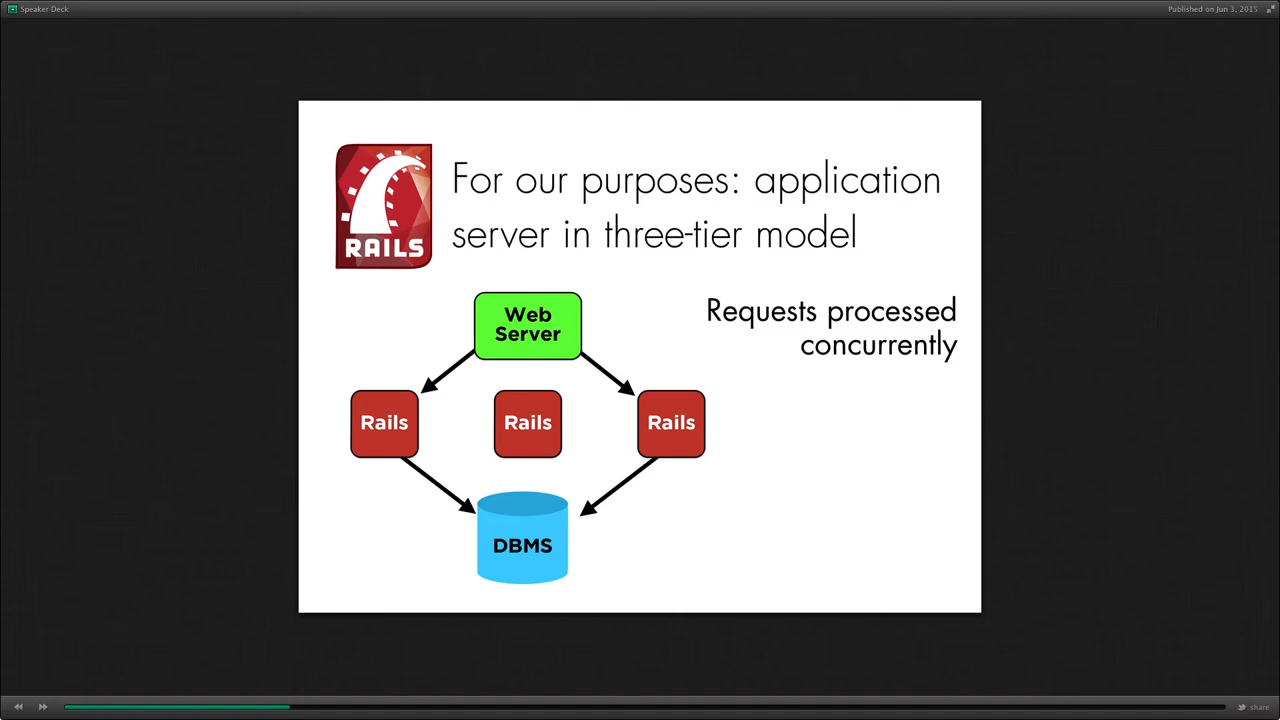 Speaker Deck
Published on Jun 3, 2015
RAILS
For our purposes: application
server in three-tier model
Web
Server
Requests processed
concurrently
Rails
Rails
Rails
DBMS
share